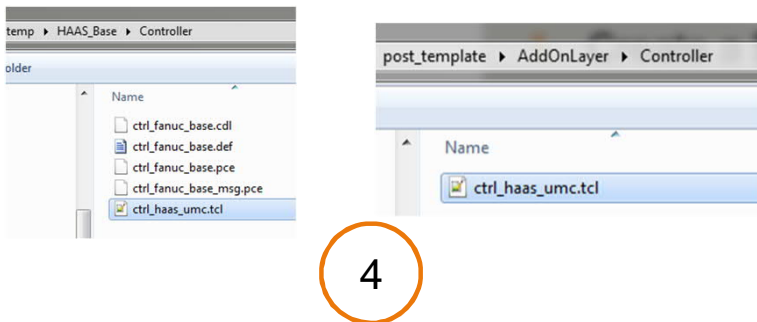 temp ▸ HAAS_Base ▸ Controller
older
Name
ctrl_fanuc_base.cdl
ctrl_fanuc_base.def
ctrl_fanuc_base.pce
ctrl_fanuc_base_msg.pce
ctrl_haas_umc.tcl
post_template ▸ AddOnLayer ▸ Controller
Name
ctrl_haas_umc.tcl
4